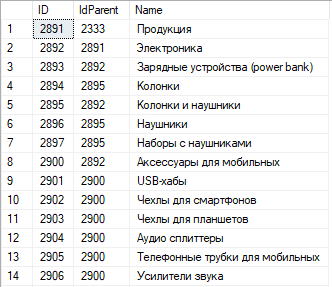 ID IdParent Name
1 2891 2333 Продукция
2 2892 2891 Электроника
3 2893 2892 Зарядные устройства (power bank)
4 2894 2895 Колонки
5 2895 2892 Колонки и наушники
6 2896 2895 Наушники
7 2897 2895 Наборы с наушниками
8 2900 2892 Аксессуары для мобильных
9 2901 2900 USB-хабы
10 2902 2900 Чехлы для смартфонов
11 2903 2900 Чехлы для планшетов
12 2904 2900 Аудио сплиттеры
13 2905 2900 Телефонные трубки для мобильных
14 2906 2900 Усилители звука